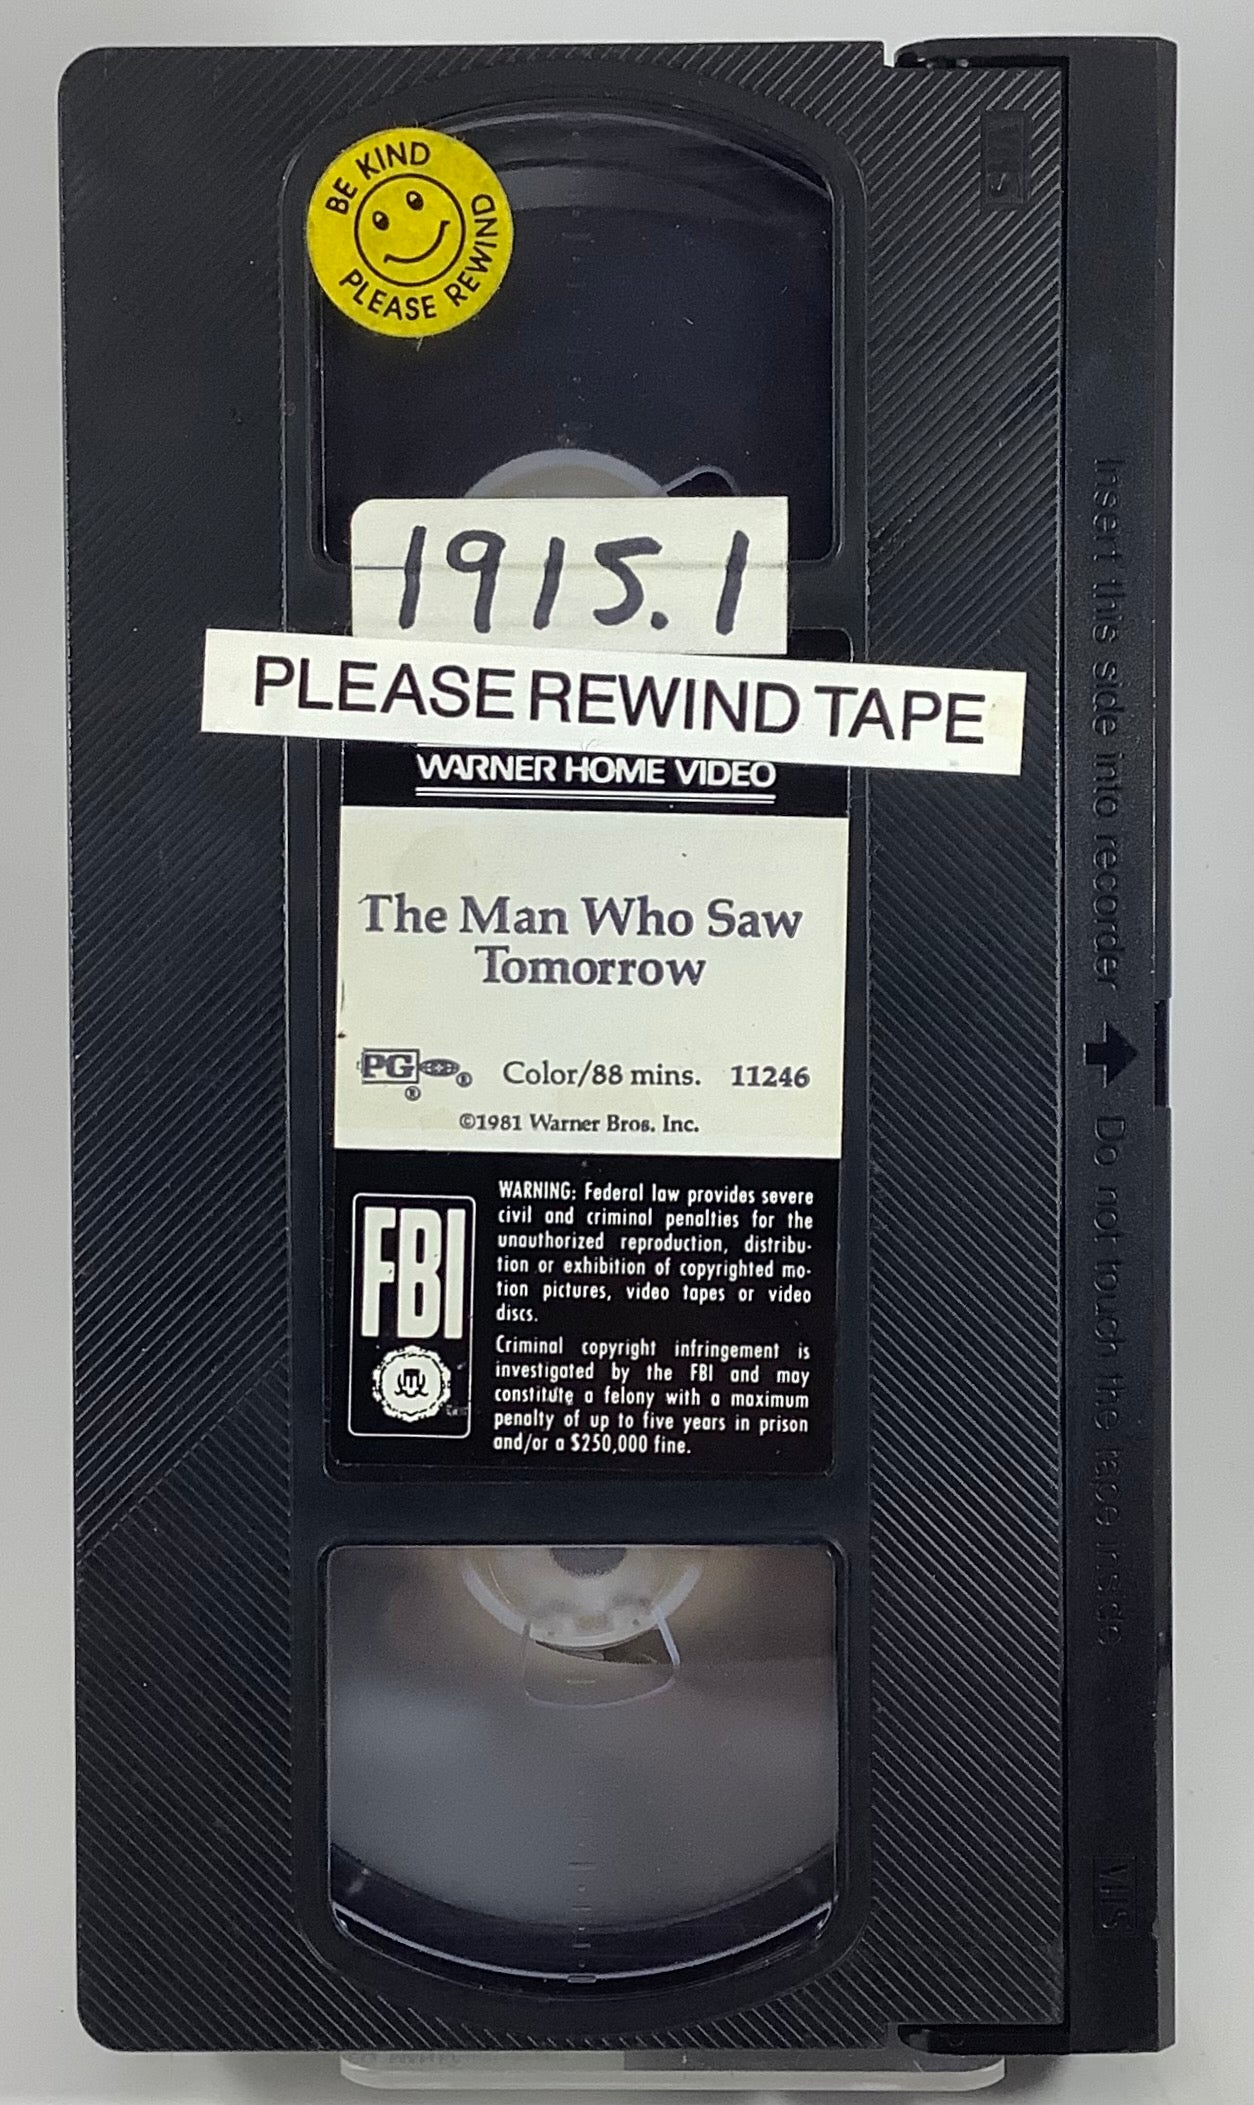 BE KIND
PLEASE REWIND
VHS
1915.1
PLEASE REWIND TAPE
WARNER HOME VIDEO
The Man Who Saw
Tomorrow
PG ® ® Color/88 mins. 11246
©1981 Warner Bros. Inc.
FBI
WARNING: Federal law provides severe
civil and criminal penalties for the
unauthorized reproduction, distribu-
tion or exhibition of copyrighted mo-
tion pictures, video tapes or video
discs.
Criminal copyright infringement is
investigated by the FBI and may
constitute a felony with a maximum
penalty of up to five years in prison
and/or a $250,000 fine.
Insert this side into recorder Do not touch the tape inside
VHS